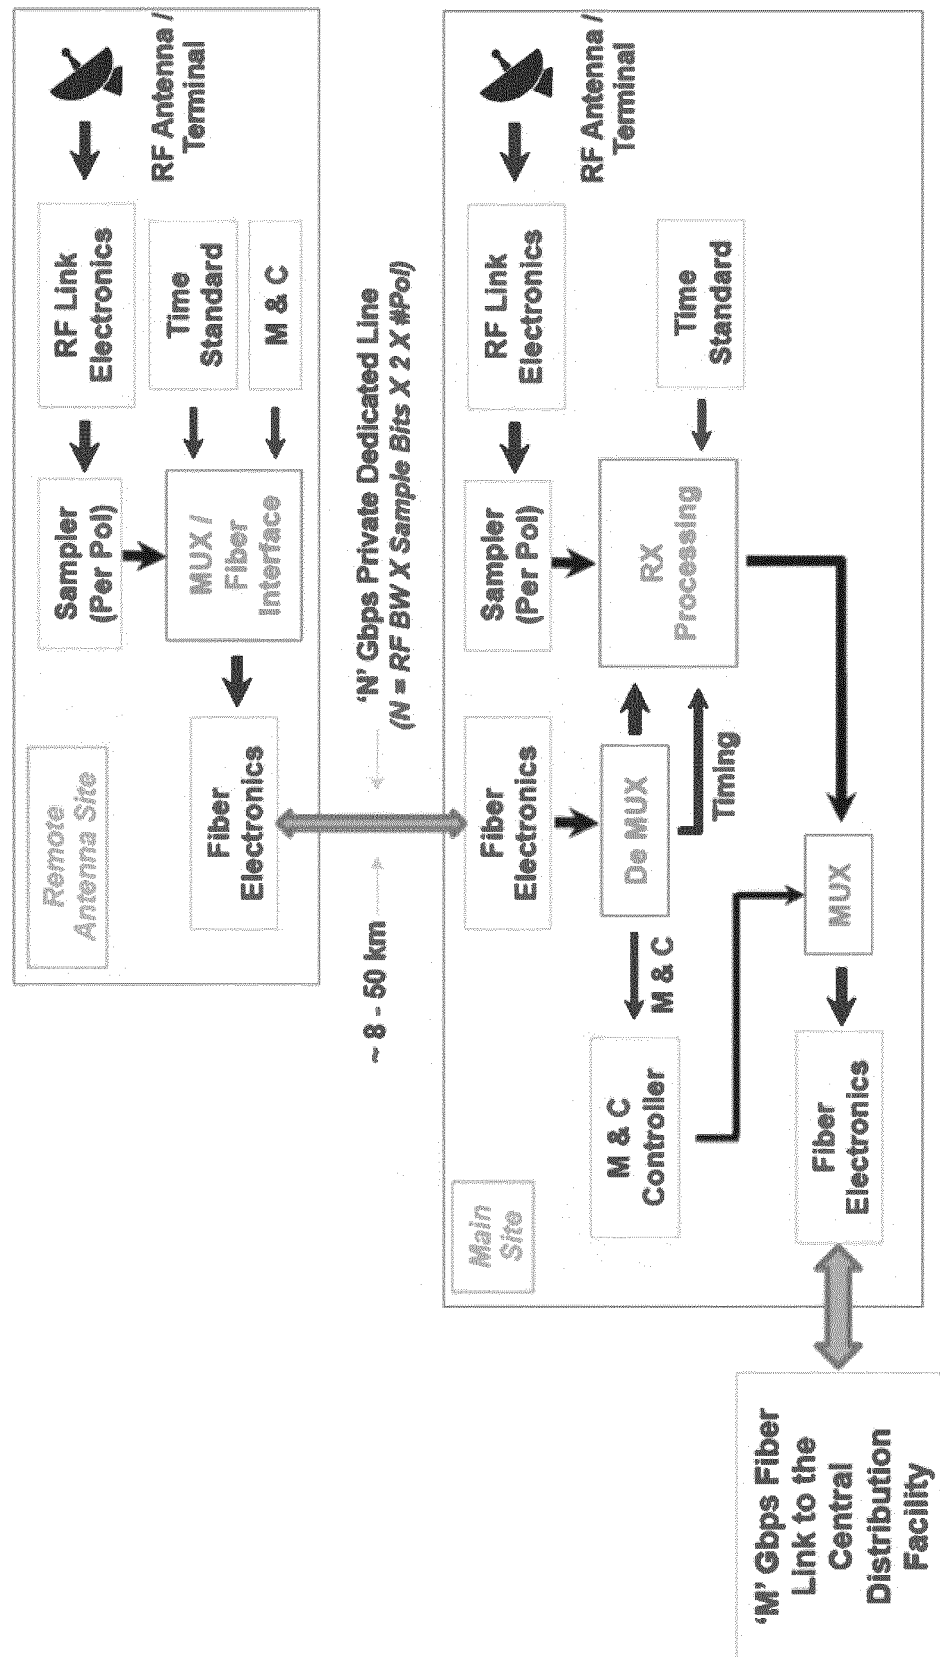 Remote
Antenna Site
Fiber
Electronics
MUX /
Fiber
Interface
Sampler
(Per Pol)
RF Link
Electronics
Time
Standard
M & C
RF Antenna /
Terminal
~ 8 - 50 km
'N' Gbps Private Dedicated Line
(N = RF BW X Sample Bits X 2 X #Pol)
Main
Site
Fiber
Electronics
Sampler
(Per Pol)
RF Link
Electronics
RF Antenna /
Terminal
M & C
Controller
M & C
De MUX
Timing
RX
Processing
Time
Standard
Fiber
Electronics
MUX
'M' Gbps Fiber
Link to the
Central
Distribution
Facility